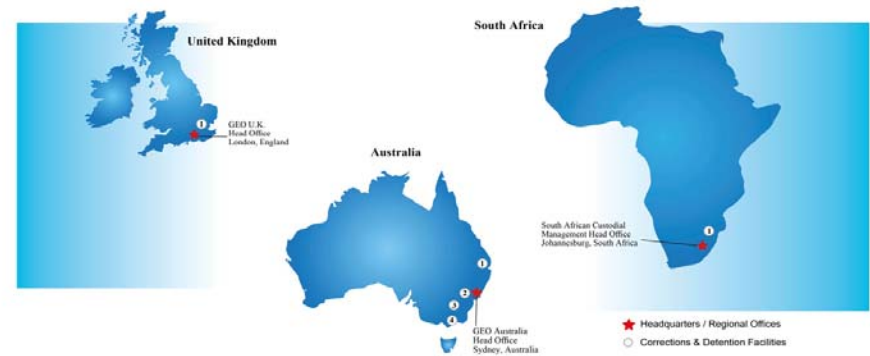 United Kingdom
1
GEO U.K.
Head Office
London, England
Australia
1
2
3
4
GEO Australia
Head Office
Sydney, Australia
South Africa
1
South African Custodial
Management Head Office
Johannesburg, South Africa
Headquarters / Regional Offices
Corrections & Detention Facilities